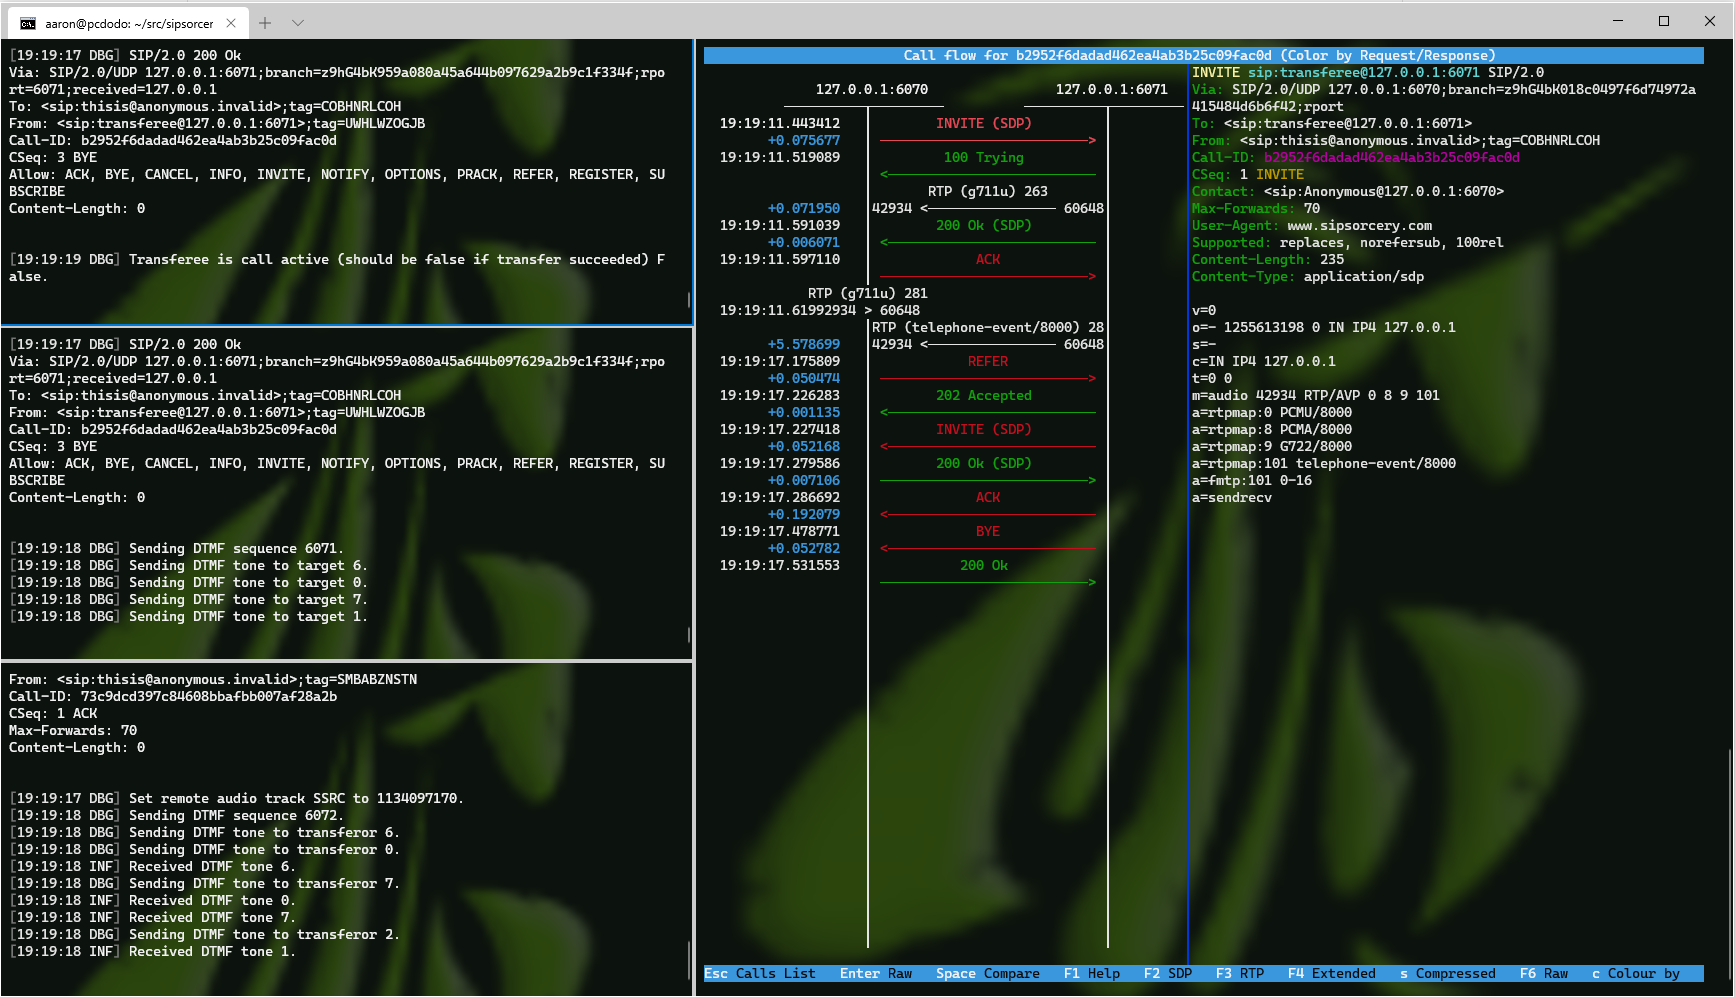 aaron@pcdodo: ~/src/sipsorcer
[19:19:17 DBG] SIP/2.0 200 Ok
Via: SIP/2.0/UDP 127.0.0.1:6071;branch=z9hG4bK959a080a45a644b097629a2b9c1f334f;rpo
rt=6071;received=127.0.0.1
To: <sip:thisis@anonymous.invalid>;tag=COBHNRLCOH
From: <sip:transferee@127.0.0.1:6071>;tag=UWHLWZOGJB
Call-ID: b2952f6dadad462ea4ab3b25c09fac0d
CSeq: 3 BYE
Allow: ACK, BYE, CANCEL, INFO, INVITE, NOTIFY, OPTIONS, PRACK, REFER, REGISTER, SU
BSCRIBE
Content-Length: 0
[19:19:19 DBG] Transferee is call active (should be false if transfer succeeded) F
alse.
[19:19:17 DBG] SIP/2.0 200 Ok
Via: SIP/2.0/UDP 127.0.0.1:6071;branch=z9hG4bK959a080a45a644b097629a2b9c1f334f;rpo
rt=6071;received=127.0.0.1
To: <sip:thisis@anonymous.invalid>;tag=COBHNRLCOH
From: <sip:transferee@127.0.0.1:6071>;tag=UWHLWZOGJB
Call-ID: b2952f6dadad462ea4ab3b25c09fac0d
CSeq: 3 BYE
Allow: ACK, BYE, CANCEL, INFO, INVITE, NOTIFY, OPTIONS, PRACK, REFER, REGISTER, SU
BSCRIBE
Content-Length: 0
[19:19:18 DBG] Sending DTMF sequence 6071.
[19:19:18 DBG] Sending DTMF tone to target 6.
[19:19:18 DBG] Sending DTMF tone to target 0.
[19:19:18 DBG] Sending DTMF tone to target 7.
[19:19:18 DBG] Sending DTMF tone to target 1.
From: <sip:thisis@anonymous.invalid>;tag=SMBABZNSTN
Call-ID: 73c9dcd397c84608bbafbb007af28a2b
CSeq: 1 ACK
Max-Forwards: 70
Content-Length: 0
[19:19:17 DBG] Set remote audio track SSRC to 1134097170.
[19:19:18 DBG] Sending DTMF sequence 6072.
[19:19:18 DBG] Sending DTMF tone to transferor 6.
[19:19:18 DBG] Sending DTMF tone to transferor 0.
[19:19:18 INF] Received DTMF tone 6.
[19:19:18 DBG] Sending DTMF tone to transferor 7.
[19:19:18 INF] Received DTMF tone 0.
[19:19:18 INF] Received DTMF tone 7.
[19:19:18 DBG] Sending DTMF tone to transferor 2.
[19:19:18 INF] Received DTMF tone 1.
Call flow for b2952f6dadad462ea4ab3b25c09fac0d (Color by Request/Response)
127.0.0.1:6070 127.0.0.1:6071
19:19:11.443412 INVITE (SDP)
+0.075677
19:19:11.519089 100 Trying
RTP (g711u) 263
+0.071950 42934 < 60648
19:19:11.591039 200 Ok (SDP)
+0.006071
19:19:11.597110 ACK
RTP (g711u) 281
19:19:11.61992934 > 60648
RTP (telephone-event/8000) 28
+5.578699 42934 < 60648
19:19:17.175809 REFER
+0.050474
19:19:17.226283 202 Accepted
+0.001135
19:19:17.227418 INVITE (SDP)
+0.052168
19:19:17.279586 200 Ok (SDP)
+0.007106
19:19:17.286692 ACK
+0.192079
19:19:17.478771 BYE
+0.052782
19:19:17.531553 200 Ok
INVITE sip:transferee@127.0.0.1:6071 SIP/2.0
Via: SIP/2.0/UDP 127.0.0.1:6070;branch=z9hG4bK018c0497f6d74972a
415484d6b6f42;rport
To: <sip:transferee@127.0.0.1:6071>
From: <sip:thisis@anonymous.invalid>;tag=COBHNRLCOH
Call-ID: b2952f6dadad462ea4ab3b25c09fac0d
CSeq: 1 INVITE
Contact: <sip:Anonymous@127.0.0.1:6070>
Max-Forwards: 70
User-Agent: www.sipsorcery.com
Supported: replaces, norefersub, 100rel
Content-Length: 235
Content-Type: application/sdp
v=0
o=- 1255613198 0 IN IP4 127.0.0.1
s=-
c=IN IP4 127.0.0.1
t=0 0
m=audio 42934 RTP/AVP 0 8 9 101
a=rtpmap:0 PCMU/8000
a=rtpmap:8 PCMA/8000
a=rtpmap:9 G722/8000
a=rtpmap:101 telephone-event/8000
a=fmtp:101 0-16
a=sendrecv
Esc Calls List Enter Raw Space Compare F1 Help F2 SDP F3 RTP F4 Extended s Compressed F6 Raw c Colour by